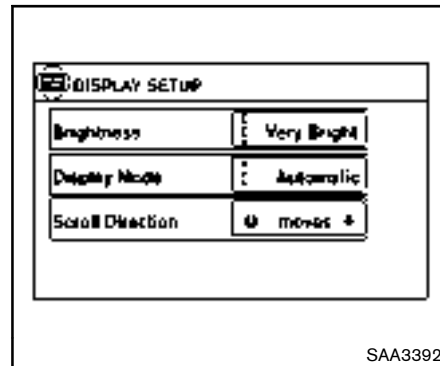 DISPLAY SETUP
Brightness Very Bright
Display Mode Automatic
Scroll Direction moves
SAA3392